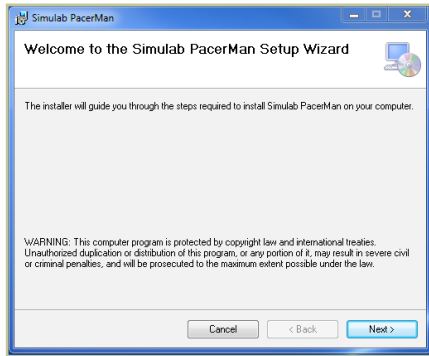 Simulab PacerMan
Welcome to the Simulab PacerMan Setup Wizard
The installer will guide you through the steps required to install Simulab PacerMan on your computer.
WARNING: This computer program is protected by copyright law and international treaties.
Unauthorized duplication or distribution of this program, or any portion of it, may result in severe civil
or criminal penalties, and will be prosecuted to the maximum extent possible under the law.
Cancel
< Back
Next >